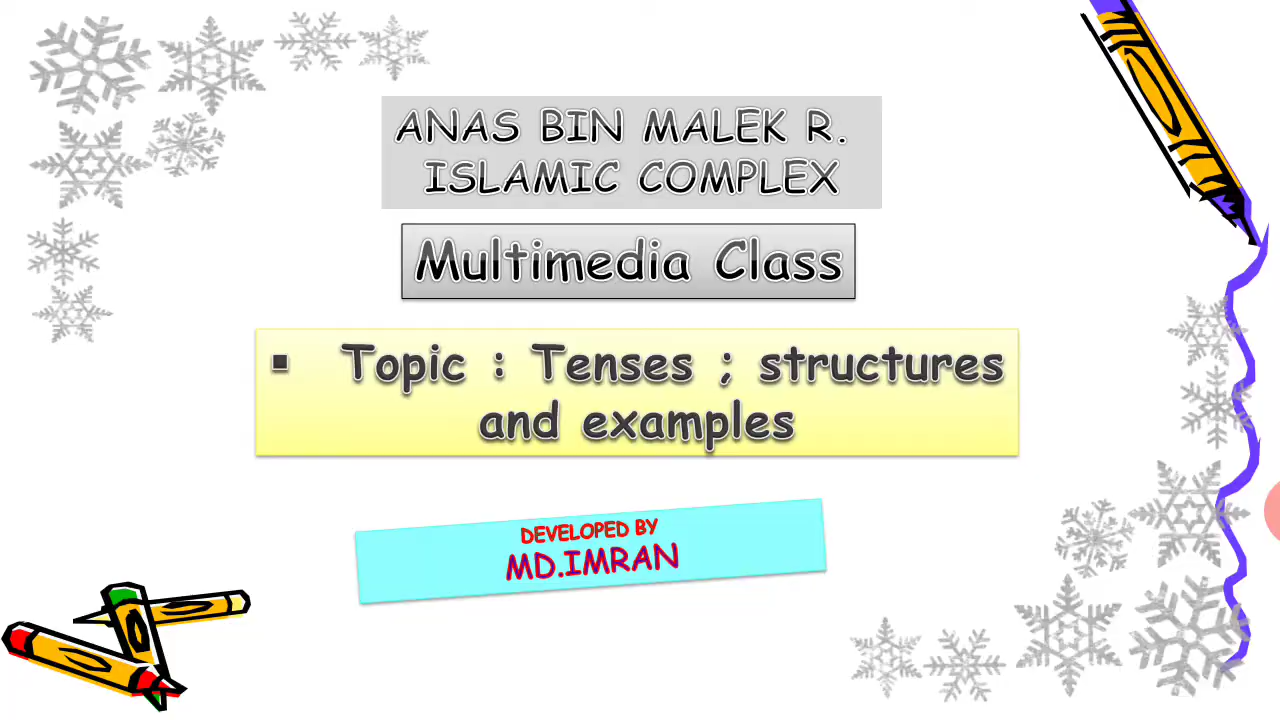 ANAS BIN MALEK R.
ISLAMIC COMPLEX
Multimedia Class
▪ Topic : Tenses ; structures
and examples
DEVELOPED BY
MD.IMRAN